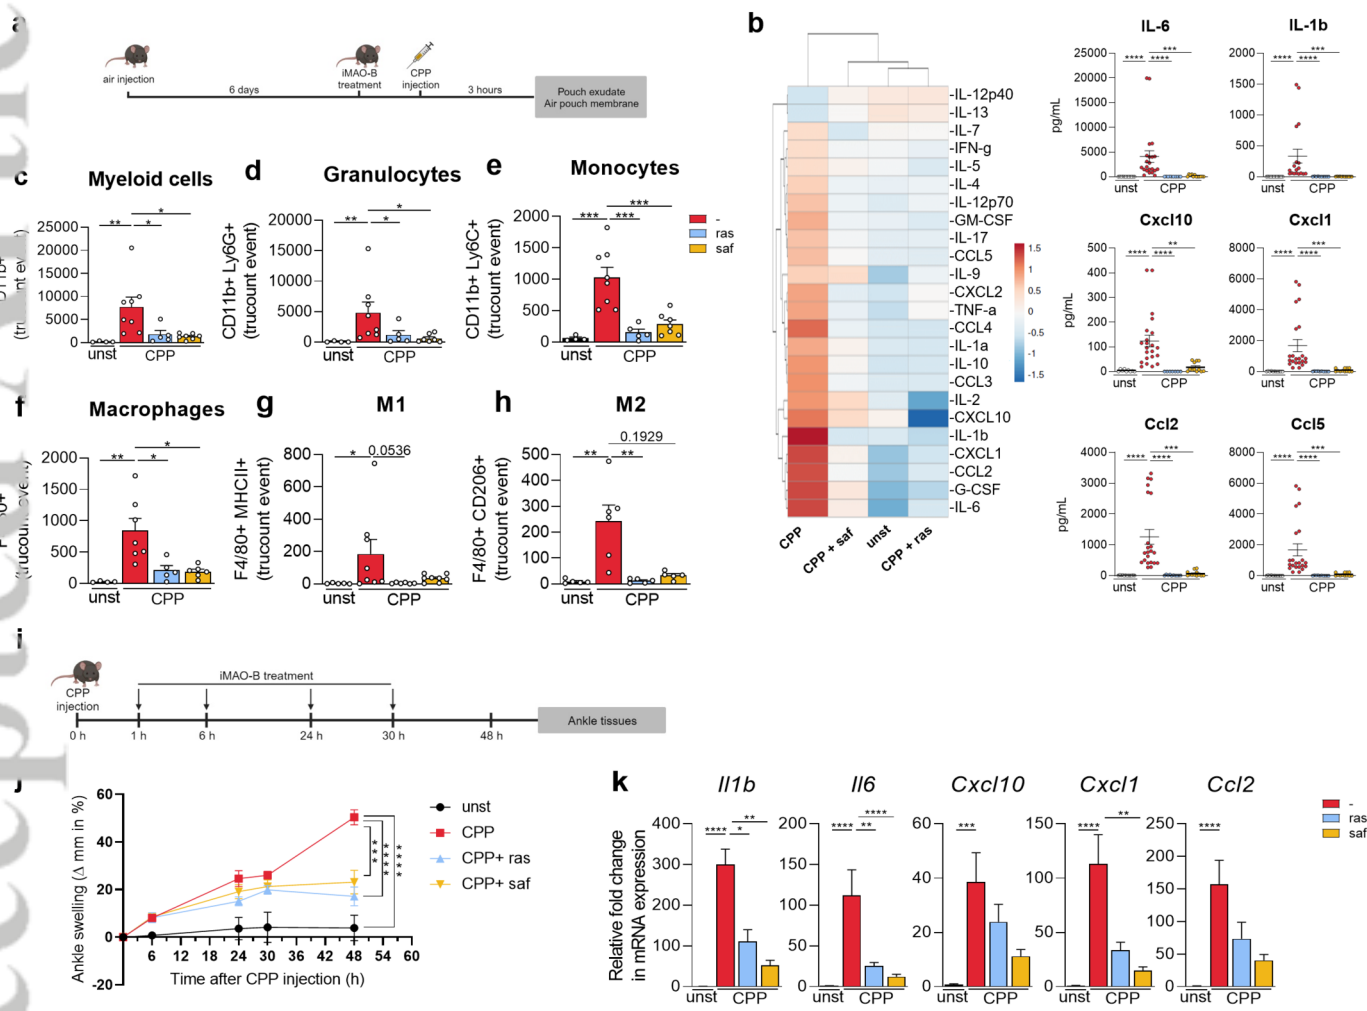 a
air injection
iMAO-B
treatment
CPP
injection
6 days
3 hours
Pouch exudate
Air pouch membrane
b
IL-12p40
IL-13
IL-7
IFN-g
IL-5
IL-4
IL-12p70
GM-CSF
IL-17
CCL5
IL-9
CXCL2
TNF-a
CCL4
IL-1a
IL-10
CCL3
IL-2
CXCL10
IL-1b
CXCL1
CCL2
G-CSF
IL-6
CPP
CPP + saf
unst
CPP + ras
1.5
1
0.5
0
-0.5
-1
-1.5
IL-6
pg/mL
25000
20000
15000
10000
5000
0
**** **** ***
unst CPP
IL-1b
2000
1500
1000
500
0
**** **** ***
unst CPP
Cxcl10
pg/mL
500
400
300
200
100
0
**** **** **
unst CPP
Cxcl1
8000
6000
4000
2000
0
**** **** ***
unst CPP
Ccl2
pg/mL
4000
3000
2000
1000
0
**** **** ***
unst CPP
Ccl5
8000
6000
4000
2000
0
**** **** ***
unst CPP
c
Myeloid cells
25000
20000
15000
10000
5000
0
** * *
unst CPP
d
Granulocytes
CD11b+ Ly6G+
(trucount event)
20000
15000
10000
5000
0
** * *
unst CPP
e
Monocytes
CD11b+ Ly6C+
(trucount event)
2000
1500
1000
500
0
*** *** ***
unst CPP
-
ras
saf
f
Macrophages
(trucount event)
2000
1500
1000
500
0
** * *
unst CPP
g
M1
F4/80+ MHCII+
(trucount event)
800
600
400
200
0
* 0.0536
unst CPP
h
M2
F4/80+ CD206+
(trucount event)
500
400
300
200
100
0
** ** 0.1929
unst CPP
i
CPP
injection
iMAO-B treatment
0 h
1 h
6 h
24 h
30 h
48 h
Ankle tissues
j
Ankle swelling (Δ mm in %)
60
40
20
0
-20
6 12 18 24 30 36 42 48 54 60
Time after CPP injection (h)
*** **** ****
unst
CPP
CPP+ ras
CPP+ saf
k
Relative fold change
in mRNA expression
Il1b
400
300
200
100
0
**** * **
unst CPP
Il6
200
150
100
50
0
**** ** ****
unst CPP
Cxcl10
60
40
20
0
***
unst CPP
Cxcl1
150
100
50
0
**** **
unst CPP
Ccl2
250
200
150
100
50
0
****
unst CPP
-
ras
saf